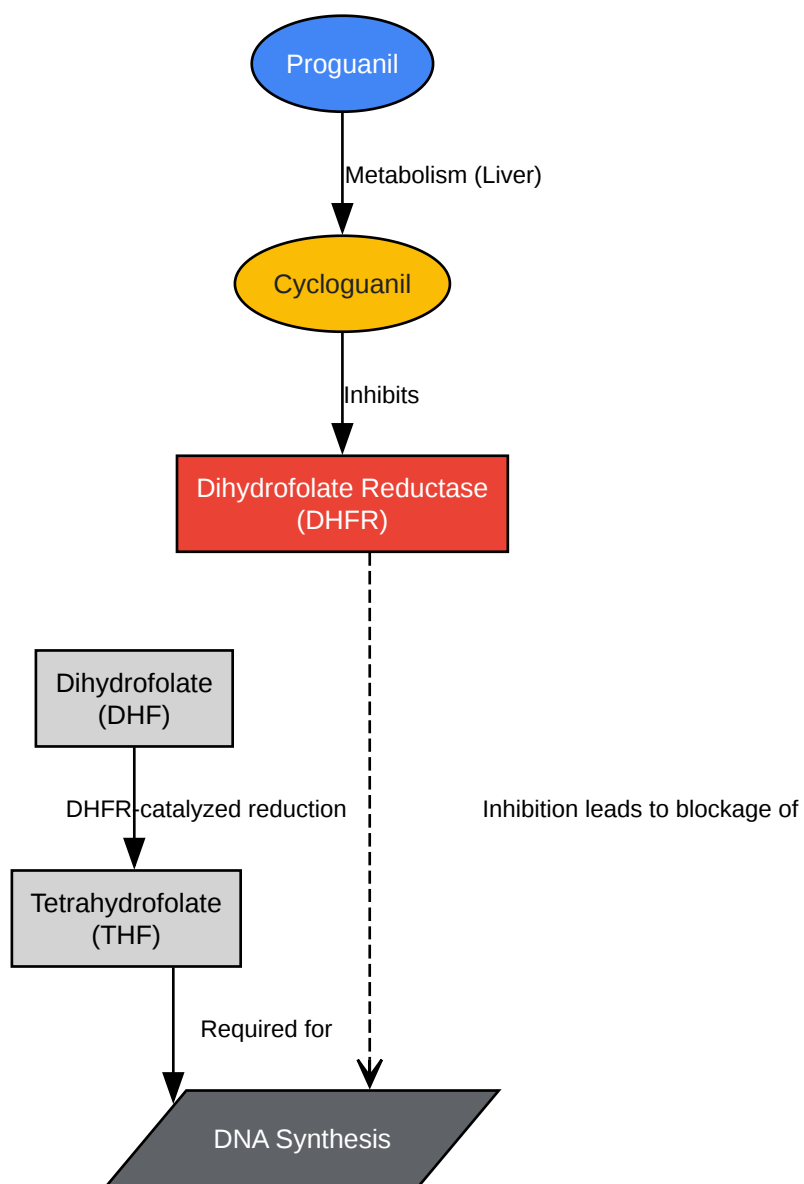 Proguanil
Metabolism (Liver)
Cycloguanil
Inhibits
Dihydrofolate Reductase
(DHFR)
Dihydrofolate
(DHF)
DHFR-catalyzed reduction
Inhibition leads to blockage of
Tetrahydrofolate
(THF)
Required for
DNA Synthesis